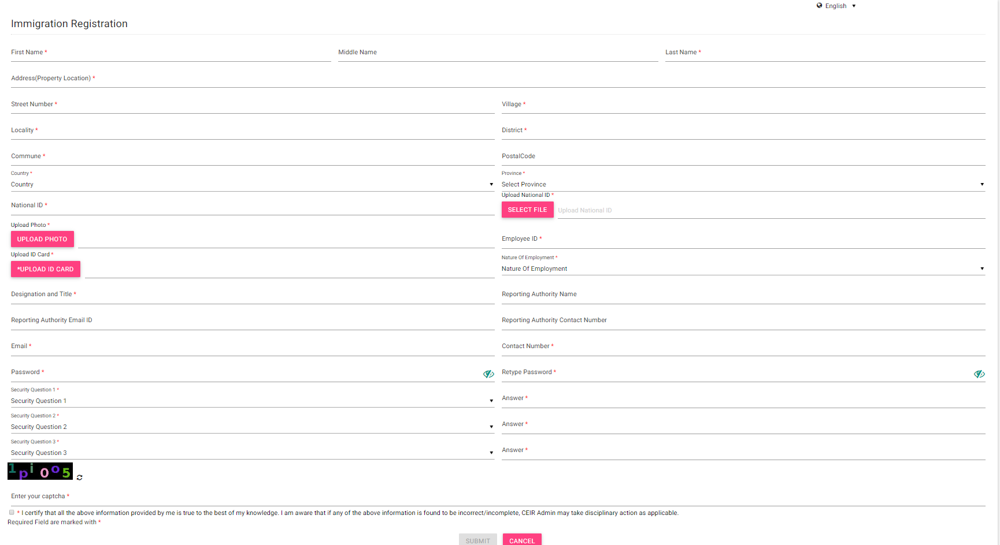 English
Immigration Registration
First Name * Middle Name Last Name *
Address(Property Location) *
Street Number * Village *
Locality * District *
Commune * PostalCode
Country * Province *
Country Select Province
Upload National ID *
National ID *
SELECT FILE Upload National ID
Upload Photo *
UPLOAD PHOTO Employee ID *
Upload ID Card * Nature Of Employment *
*UPLOAD ID CARD Nature Of Employment
Designation and Title * Reporting Authority Name
Reporting Authority Email ID Reporting Authority Contact Number
Email * Contact Number *
Password * Retype Password *
Security Question 1 *
Security Question 1 Answer *
Security Question 2 *
Security Question 2 Answer *
Security Question 3 *
Security Question 3 Answer *
1pi0o5
Enter your captcha *
* I certify that all the above information provided by me is true to the best of my knowledge. I am aware that if any of the above information is found to be incorrect/incomplete, CEIR Admin may take disciplinary action as applicable.
Required Field are marked with *
SUBMIT CANCEL